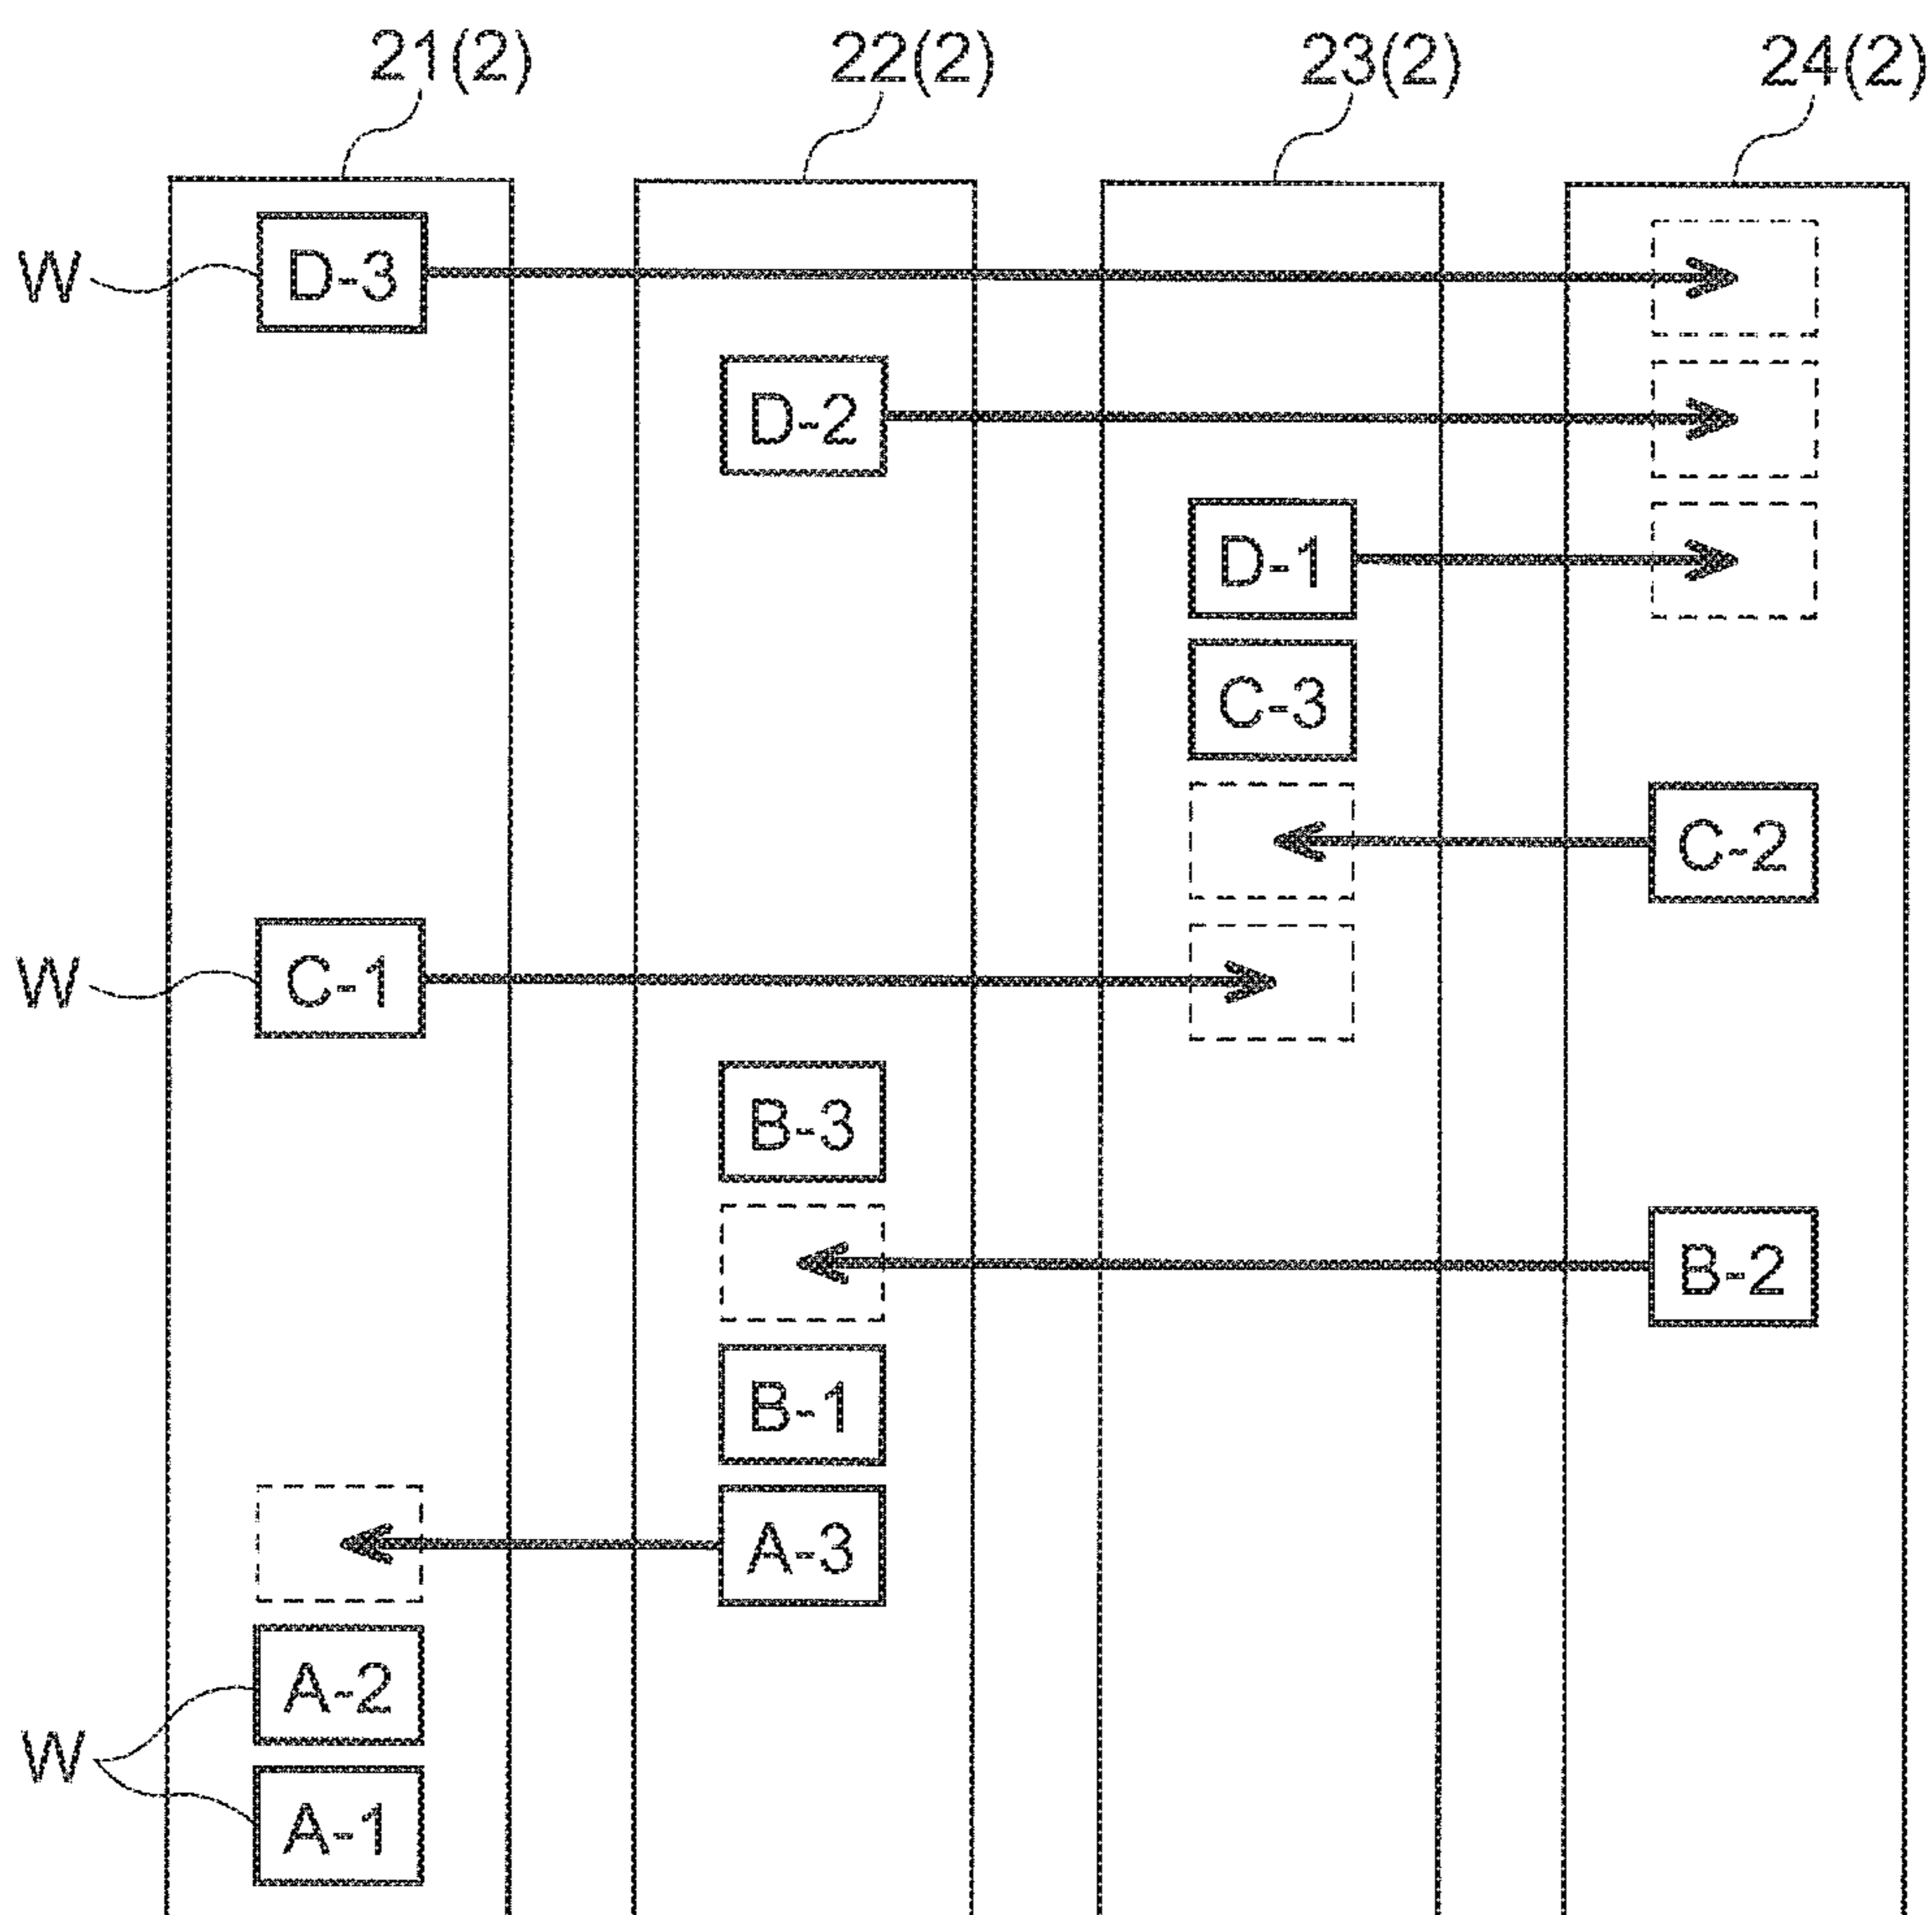 21(2) 22(2) 23(2) 24(2)
W D-3
D-2
D-1
C-3
C-2
W C-1
B-3
B-2
B-1
A-3
A-2
W
A-1